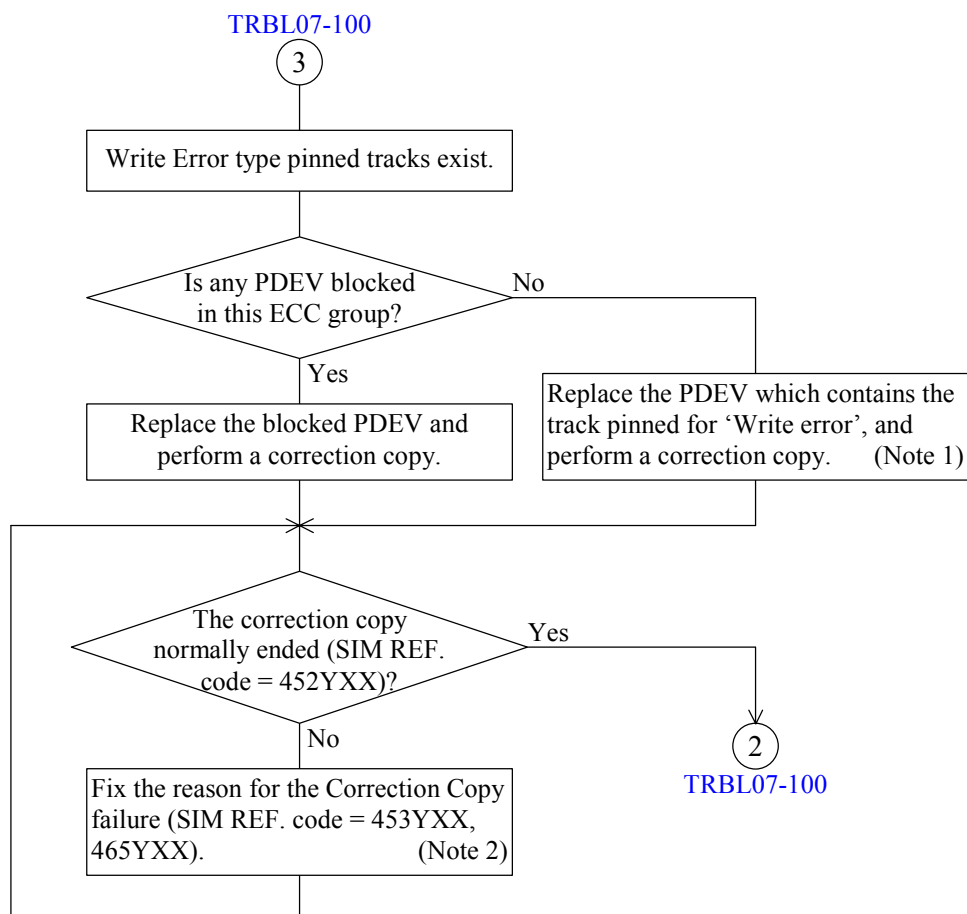 TRBL07-100
3
Write Error type pinned tracks exist.
Is any PDEV blocked
in this ECC group?
No
Yes
Replace the blocked PDEV and
perform a correction copy.
Replace the PDEV which contains the
track pinned for ‘Write error’, and
perform a correction copy. (Note 1)
The correction copy
normally ended (SIM REF.
code = 452YXX)?
Yes
No
2
TRBL07-100
Fix the reason for the Correction Copy
failure (SIM REF. code = 453YXX,
465YXX). (Note 2)